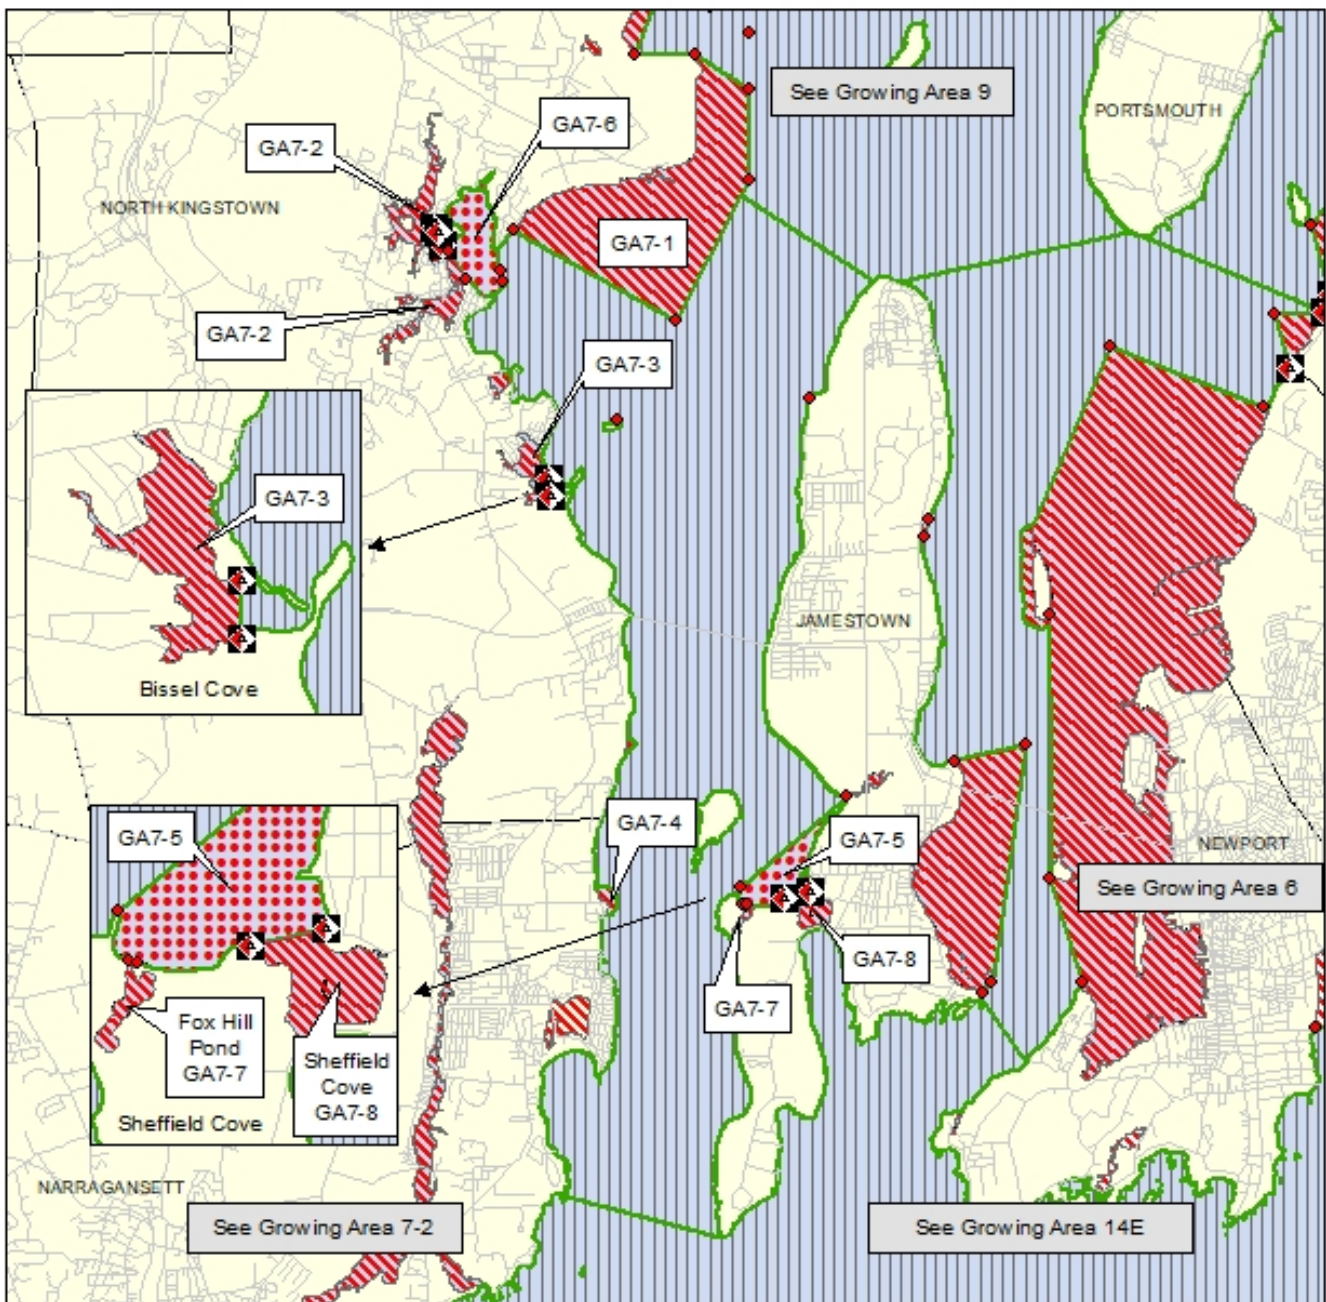 See Growing Area 9
PORTSMOUTH
GA7-6
GA7-2
NORTH KINGSTOWN
GA7-1
GA7-2
GA7-3
GA7-3
Bissel Cove
JAMESTOWN
GA7-4
GA7-5
GA7-5
NEWPORT
See Growing Area 6
GA7-8
GA7-7
Fox Hill
Pond
GA7-7
Sheffield
Cove
GA7-8
Sheffield Cove
NARRAGANSETT
See Growing Area 7-2
See Growing Area 14E